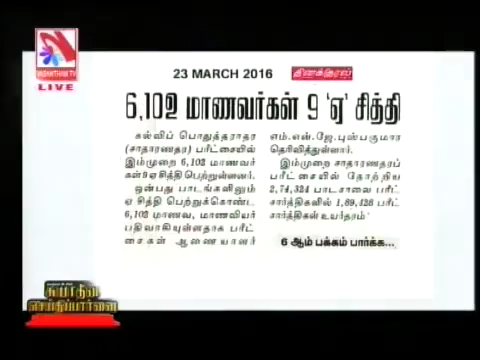 VASANTHAM TV
LIVE
23 MARCH 2016
தினக்குரல்
6,102 மாணவர்கள் 9 'ஏ' சித்தி
கல்விப் பொதுத்தராதர
(சாதாரணதர) பரீட்சையில்
இம்முறை 6,102 மாணவர்
கள் 9 ஏ சித்தி பெற்றுள்ளனர்.
ஒன்பது பாடங்களிலும்
ஏ சித்தி பெற்றுக்கொண்ட
6,102 மாணவ, மாணவியர்
பதிவாகியுள்ளதாக பரீட்
சைகள் ஆணையாளர்
எம்.என்.ஜே.புஸ்பகுமார
தெரிவித்துள்ளார்.
இம்முறை சாதாரணதரப்
பரீட்சையில் தோற்றிய
2,74,324 பாடசாலை பரீட்
சார்த்திகளில் 1,89,428 பரீட்
சார்த்திகள் உயர்தரம்
6 ஆம் பக்கம் பார்க்க...
செய்திப்பார்வை